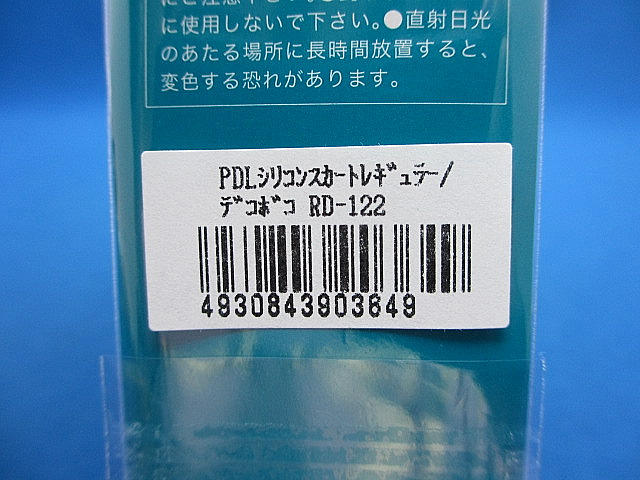 に使用しないで下さい。●直射日光
のあたる場所に長時間放置すると、
変色する恐れがあります。
PDLｼﾘｺﾝｽｶｰﾄﾚｷﾞｭﾗｰ/
ﾃﾞｺﾎﾞｺ RD-122
4930843903649